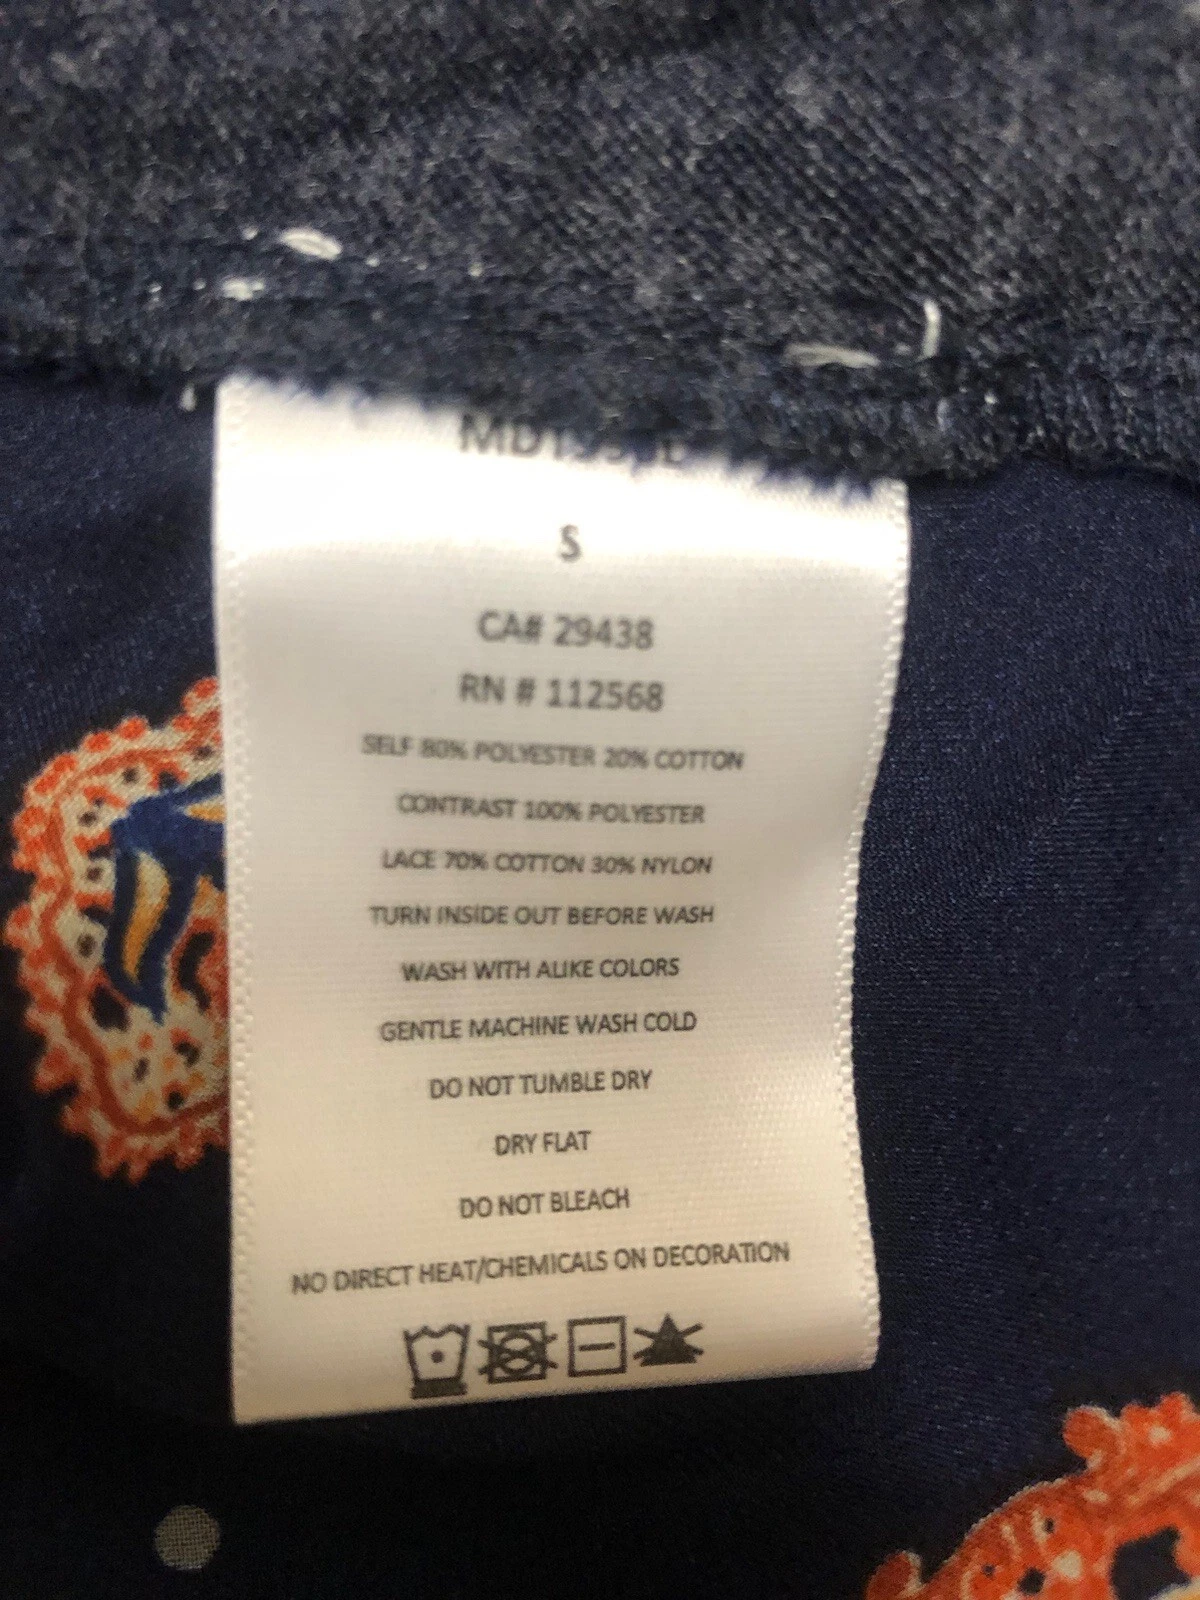 S
CA# 29438
RN # 112568
SELF 80% POLYESTER 20% COTTON
CONTRAST 100% POLYESTER
LACE 70% COTTON 30% NYLON
TURN INSIDE OUT BEFORE WASH
WASH WITH ALIKE COLORS
GENTLE MACHINE WASH COLD
DO NOT TUMBLE DRY
DRY FLAT
DO NOT BLEACH
NO DIRECT HEAT/CHEMICALS ON DECORATION